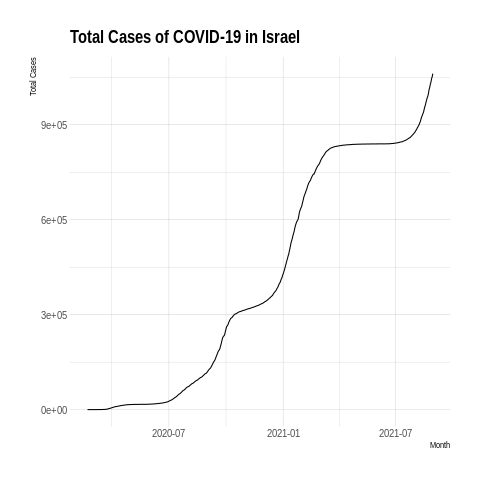 Total Cases of COVID-19 in Israel
Total Cases
9e+05
6e+05
3e+05
0e+00
2020-07 2021-01 2021-07
Month